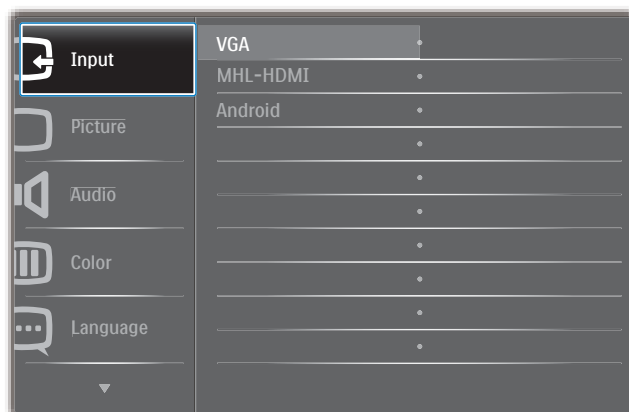 Input
Picture
Audio
Color
Language
VGA
MHL-HDMI
Android